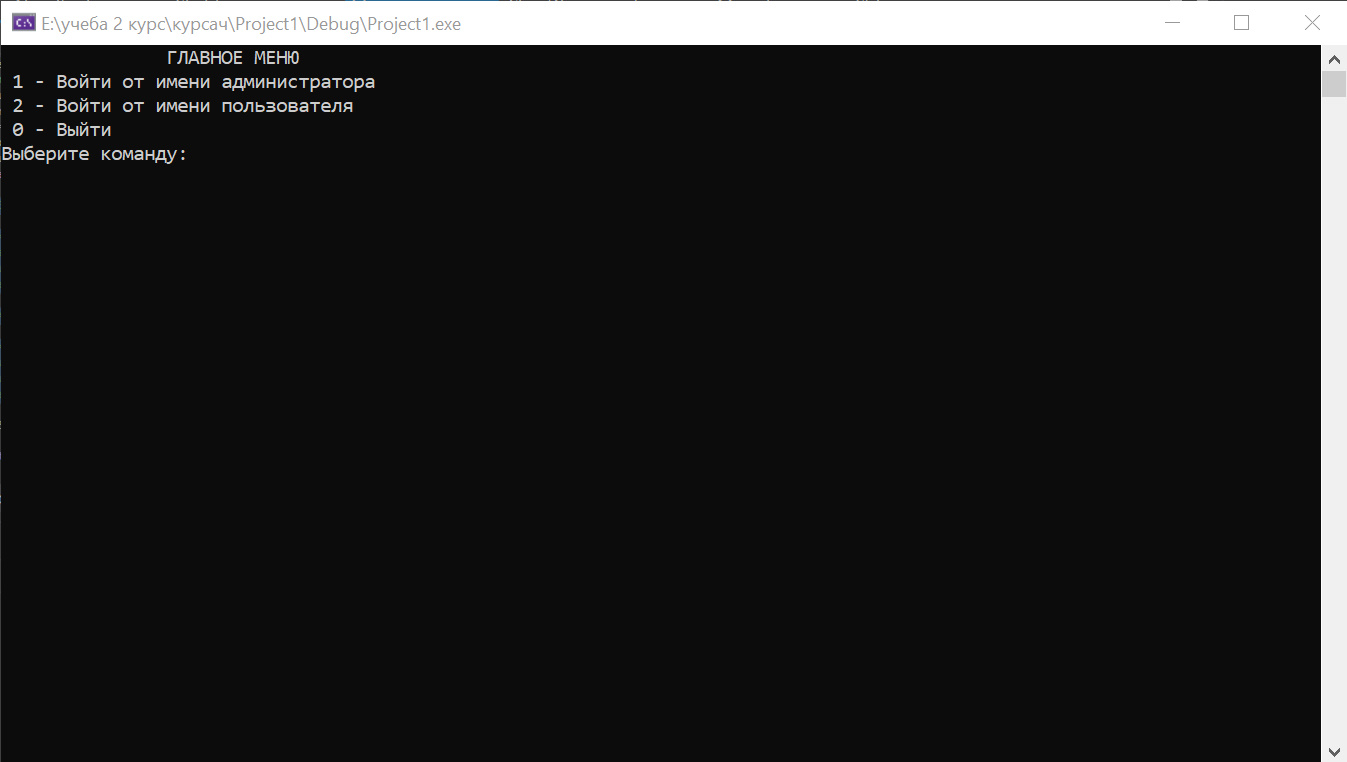 E:\учеба 2 курс\курсач\Project1\Debug\Project1.exe
ГЛАВНОЕ МЕНЮ
1 - Войти от имени администратора
2 - Войти от имени пользователя
0 - Выйти
Выберите команду: